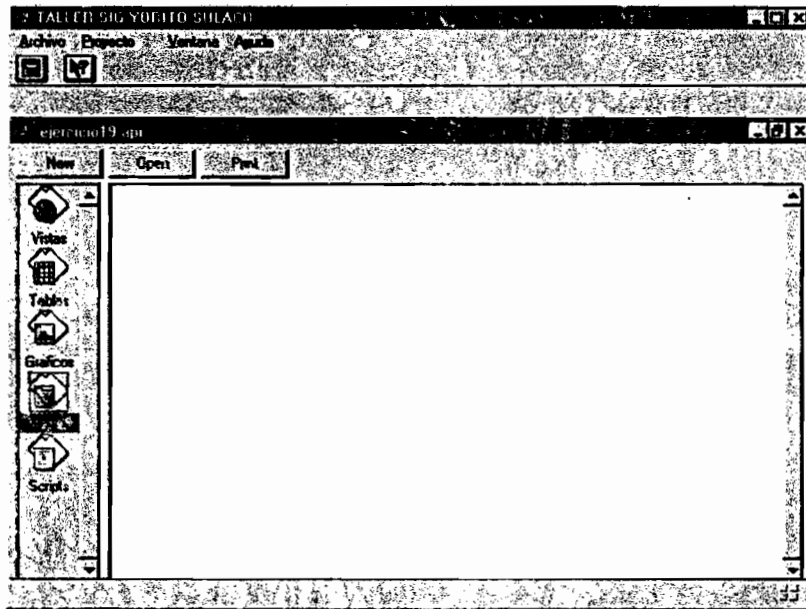 TALLER SIG YORITO SULACO
Archivo Proyecto Ventana Ayuda
ejercicio19.apr
New Open Print
Vistas
Tablas
Graficos
Scripts